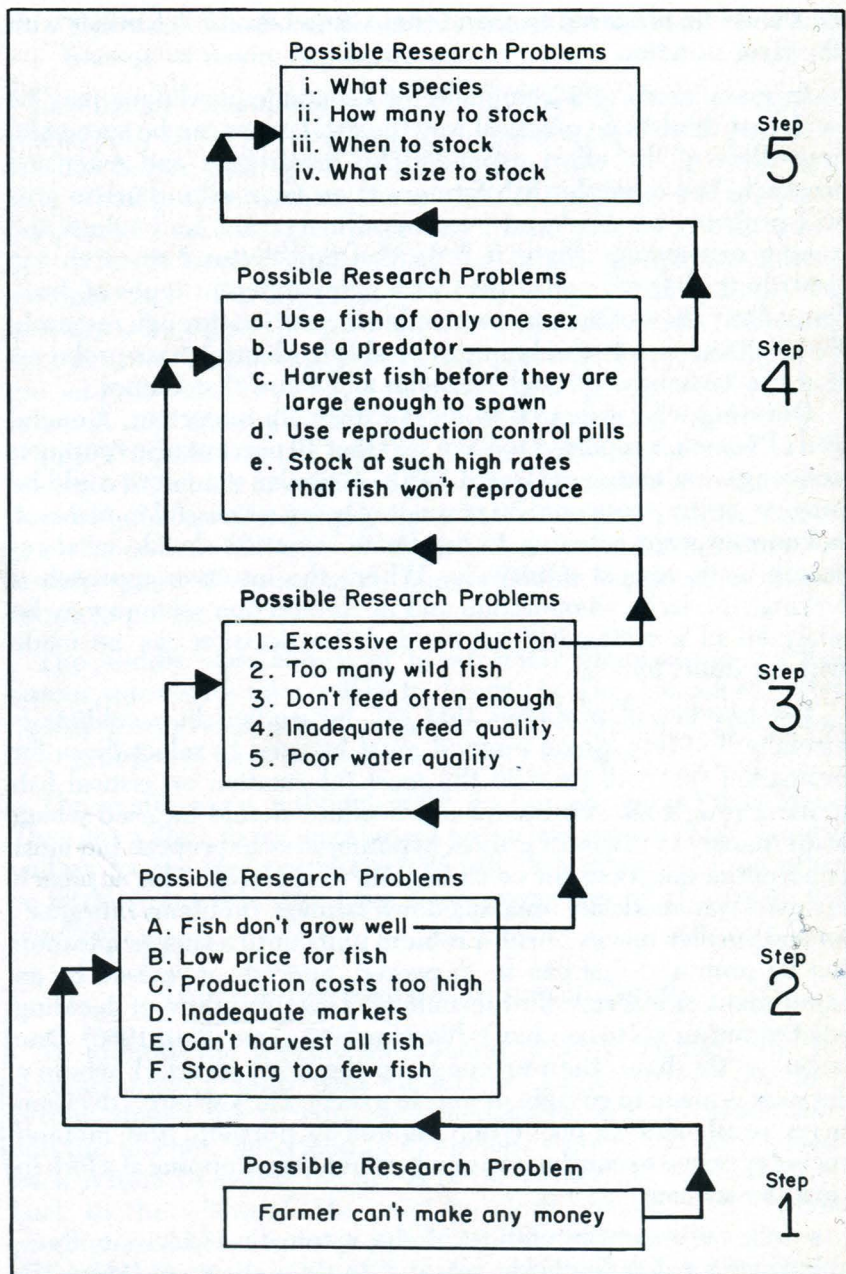 Possible Research Problems
i. What species
ii. How many to stock
iii. When to stock
iv. What size to stock
Step
5
Possible Research Problems
a. Use fish of only one sex
b. Use a predator
c. Harvest fish before they are
large enough to spawn
d. Use reproduction control pills
e. Stock at such high rates
that fish won't reproduce
Step
4
Possible Research Problems
1. Excessive reproduction
2. Too many wild fish
3. Don't feed often enough
4. Inadequate feed quality
5. Poor water quality
Step
3
Possible Research Problems
A. Fish don't grow well
B. Low price for fish
C. Production costs too high
D. Inadequate markets
E. Can't harvest all fish
F. Stocking too few fish
Step
2
Possible Research Problem
Farmer can't make any money
Step
1